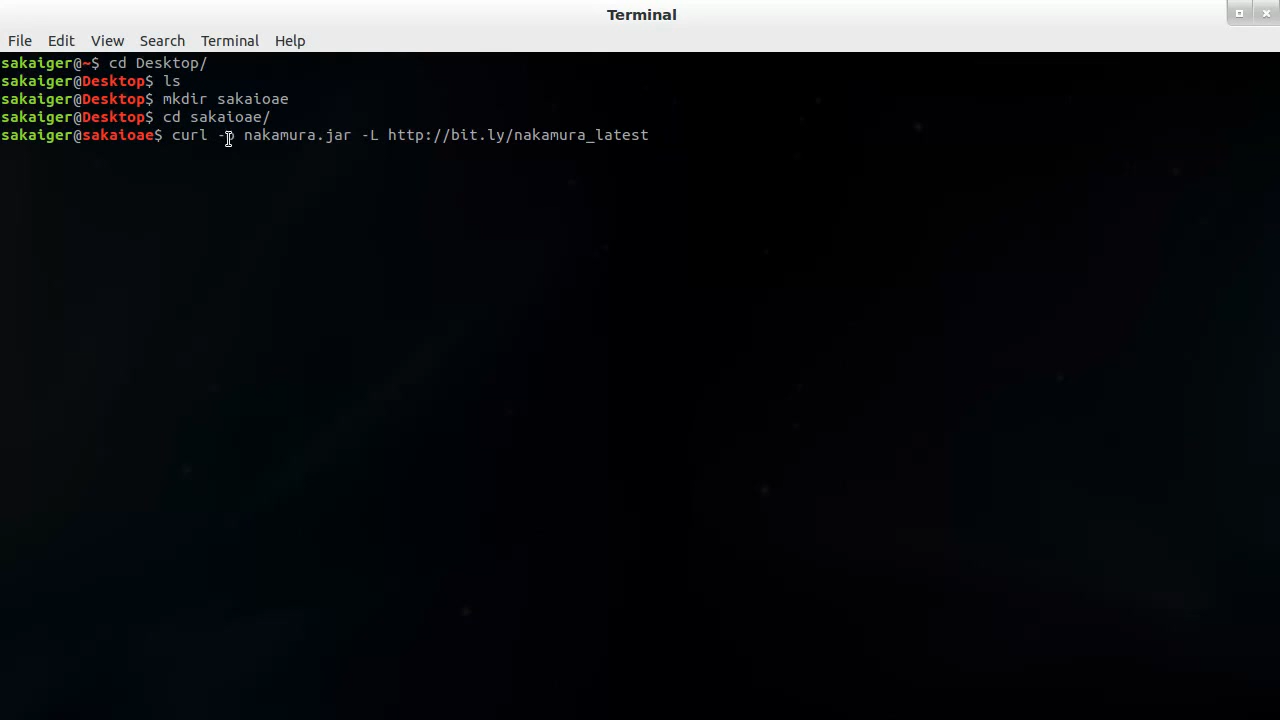 Terminal
File Edit View Search Terminal Help
sakaiger@~$ cd Desktop/
sakaiger@Desktop$ ls
sakaiger@Desktop$ mkdir sakaioae
sakaiger@Desktop$ cd sakaioae/
sakaiger@sakaioae$ curl nakamura.jar -L http://bit.ly/nakamura_latest